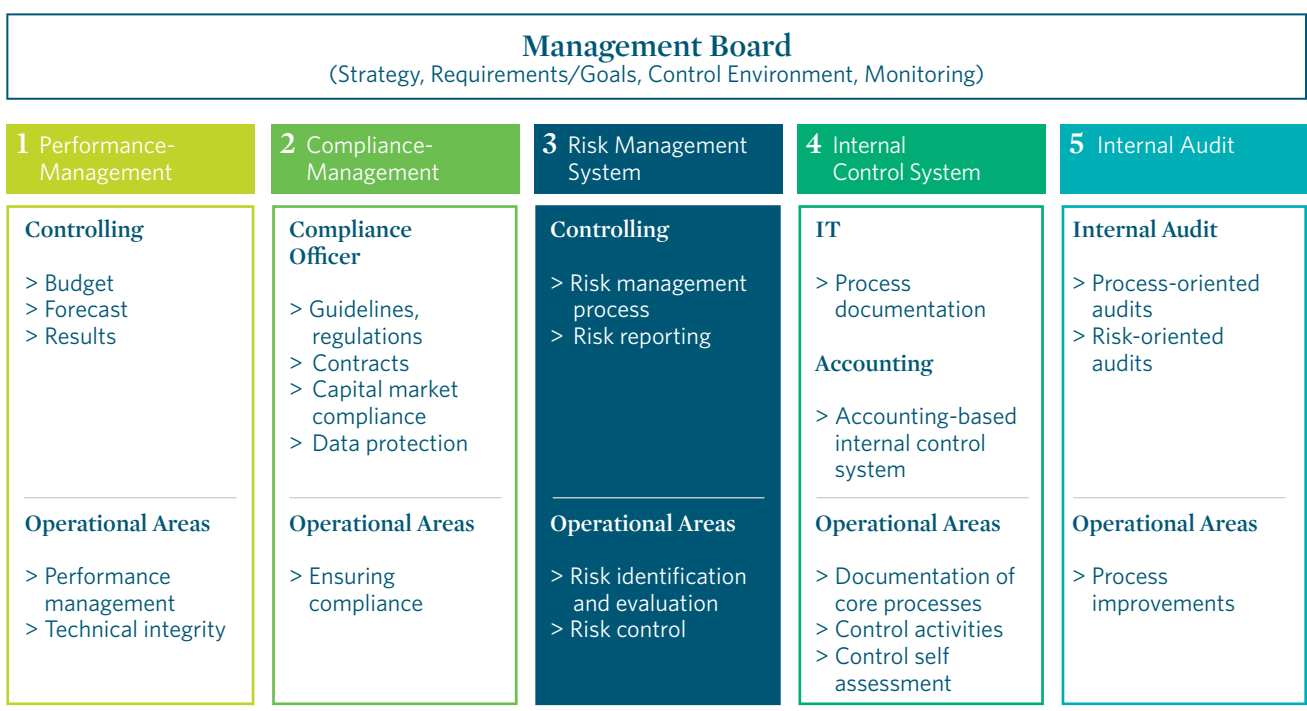 Management Board
(Strategy, Requirements/Goals, Control Environment, Monitoring)
1 Performance-
Management
Controlling
> Budget
> Forecast
> Results
Operational Areas
> Performance
management
> Technical integrity
2 Compliance-
Management
Compliance
Officer
> Guidelines,
regulations
> Contracts
> Capital market
compliance
> Data protection
Operational Areas
> Ensuring
compliance
3 Risk Management
System
Controlling
> Risk management
process
> Risk reporting
Operational Areas
> Risk identification
and evaluation
> Risk control
4 Internal
Control System
IT
> Process
documentation
Accounting
> Accounting-based
internal control
system
Operational Areas
> Documentation of
core processes
> Control activities
> Control self
assessment
5 Internal Audit
Internal Audit
> Process-oriented
audits
> Risk-oriented
audits
Operational Areas
> Process
improvements